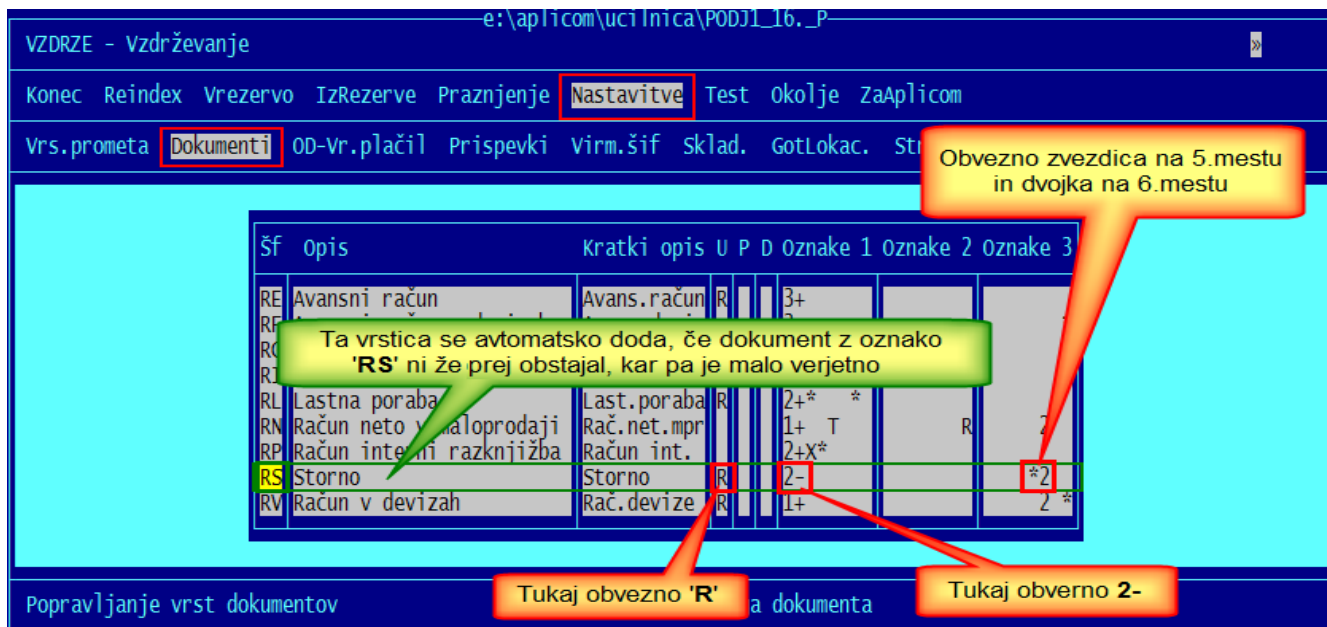 e:\aplicom\ucilnica\PODJ1_16._P
VZDRZE - Vzdrževanje »
Konec Reindex Vrezervo IzRezerve Praznjenje Nastavitve Test Okolje ZaAplicom
Vrs.prometa Dokumenti OD-Vr.plačil Prispevki Virm.šif Sklad. GotLokac.
Obvezno zvezdica na 5.mestu
in dvojka na 6.mestu
Šf Opis Kratki opis U P D Oznake 1 Oznake 2 Oznake 3
RE Avansni račun Avans.račun R 3+
Ta vrstica se avtomatsko doda, če dokument z oznako
'RS' ni že prej obstajal, kar pa je malo verjetno
RL Lastna poraba Last.poraba R 2+* *
RN Račun neto v maloprodaji Rač.net.mpr 1+ T R 2
RP Račun interni razknjižba Račun int. 2+X*
RS Storno Storno R 2- *2
RV Račun v devizah Rač.devize R 1+ 2 *
Tukaj obvezno 'R'
Tukaj obverno 2-
Popravljanje vrst dokumentov a dokumenta